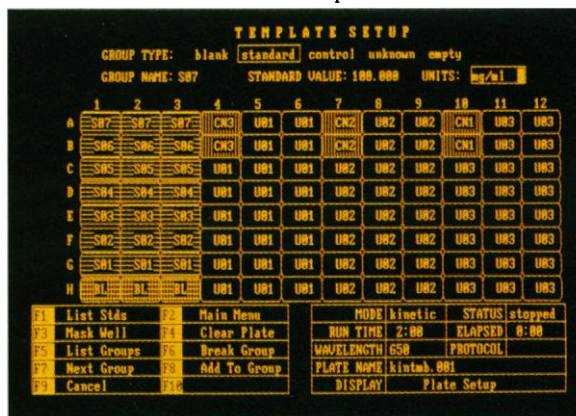 TEMPLATE SETUP
GROUP TYPE: blank standard control unknown empty
GROUP NAME: S07 STANDARD VALUE: 100.000 UNITS: mg/ml
1 2 3 4 5 6 7 8 9 10 11 12
A S07 S07 S07 CN3 U01 U01 CN2 U02 U02 CN1 U03 U03
B S06 S06 S06 CN3 U01 U01 CN2 U02 U02 CN1 U03 U03
C S05 S05 S05 U01 U01 U01 U02 U02 U02 U03 U03 U03
D S04 S04 S04 U01 U01 U01 U02 U02 U02 U03 U03 U03
E S03 S03 S03 U01 U01 U01 U02 U02 U02 U03 U03 U03
F S02 S02 S02 U01 U01 U01 U02 U02 U02 U03 U03 U03
G S01 S01 S01 U01 U01 U01 U02 U02 U02 U03 U03 U03
H BL BL BL U01 U01 U01 U02 U02 U02 U03 U03 U03
F1 List Stds F2 Main Menu
F3 Mask Well F4 Clear Plate
F5 List Groups F6 Break Group
F7 Next Group F8 Add To Group
F9 Cancel F10
MODE kinetic STATUS stopped
RUN TIME 2:00 ELAPSED 0:00
WAVELENGTH 650 PROTOCOL
PLATE NAME kintmb.001
DISPLAY Plate Setup